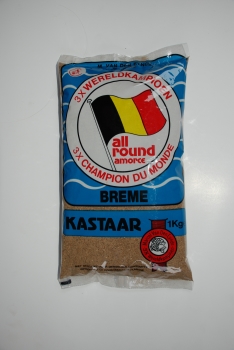 3X WERELDKAMPIOEN
all
round
amorce
3X CHAMPION DU MONDE
BREME
KASTAAR
1Kg